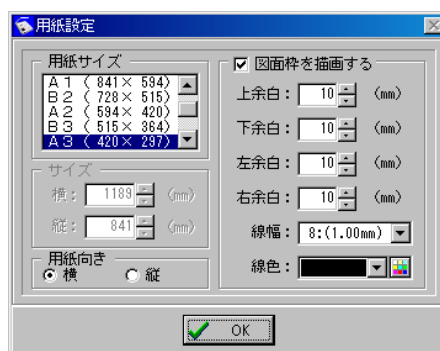 用紙設定
用紙サイズ
A1 ( 841× 594)
B2 ( 728× 515)
A2 ( 594× 420)
B3 ( 515× 364)
A3 ( 420× 297)
サイズ
横: 1189 (mm)
縦: 841 (mm)
用紙向き
横 縦
図面枠を描画する
上余白: 10 (mm)
下余白: 10 (mm)
左余白: 10 (mm)
右余白: 10 (mm)
線幅: 8:(1.00mm)
線色:
OK